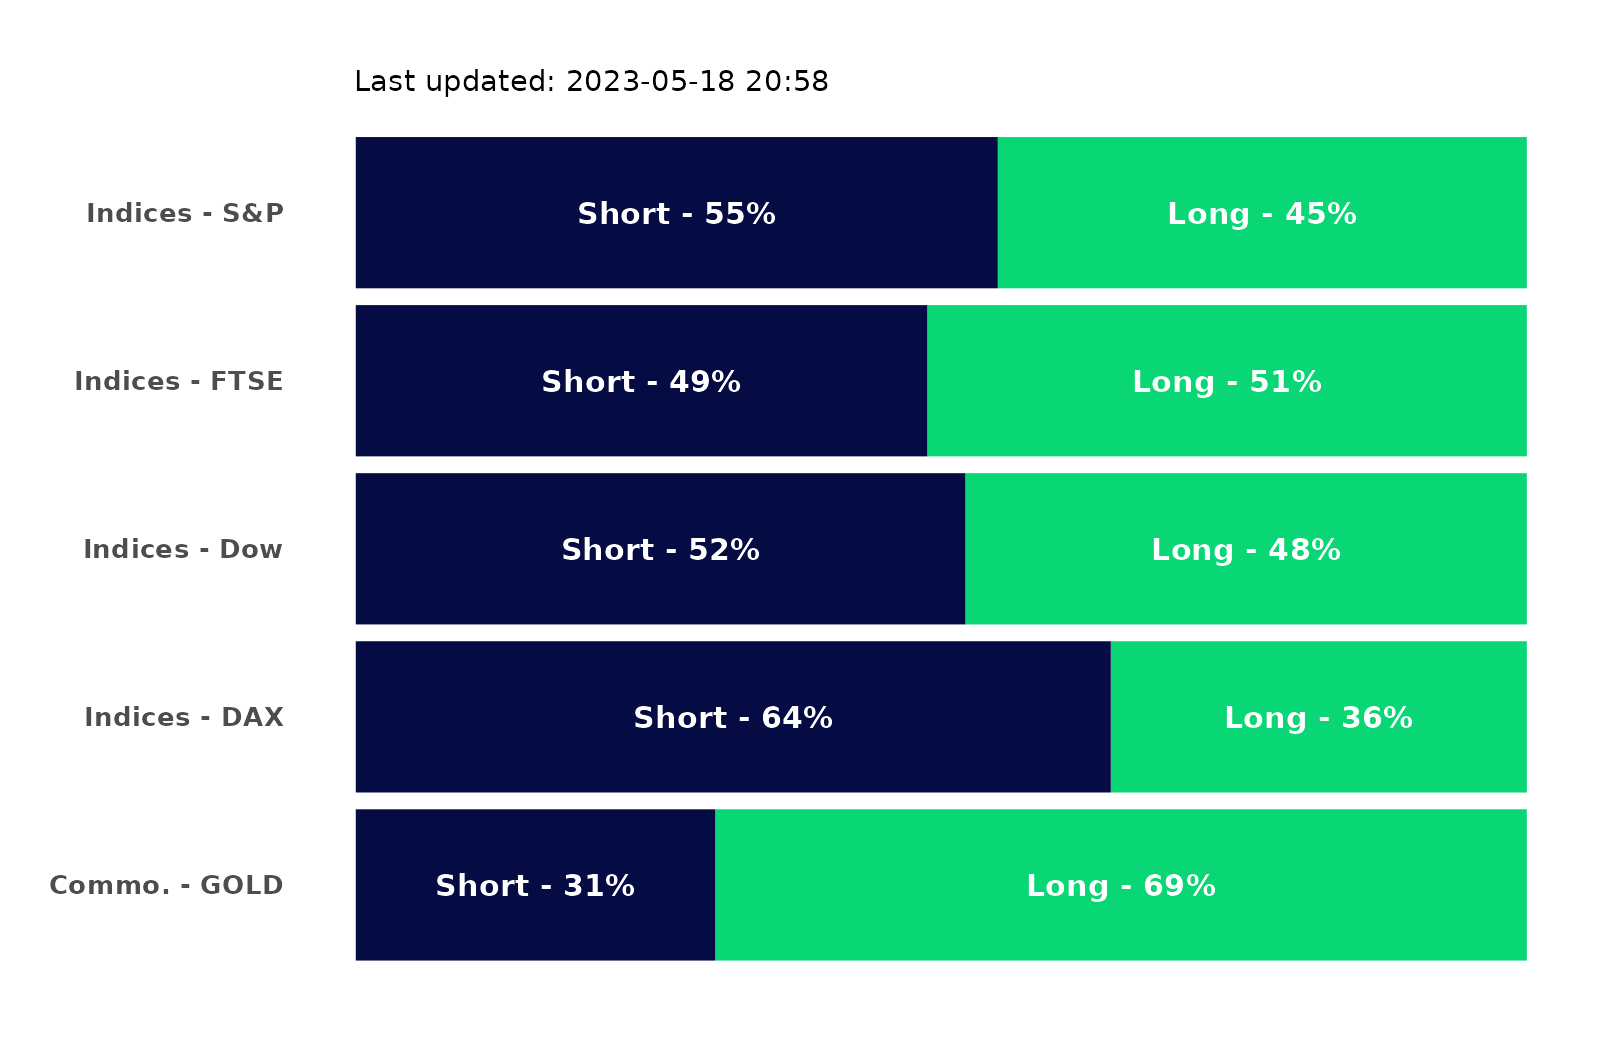 Last updated: 2023-05-18 20:58
Indices - S&P Short - 55% Long - 45%
Indices - FTSE Short - 49% Long - 51%
Indices - Dow Short - 52% Long - 48%
Indices - DAX Short - 64% Long - 36%
Commo. - GOLD Short - 31% Long - 69%